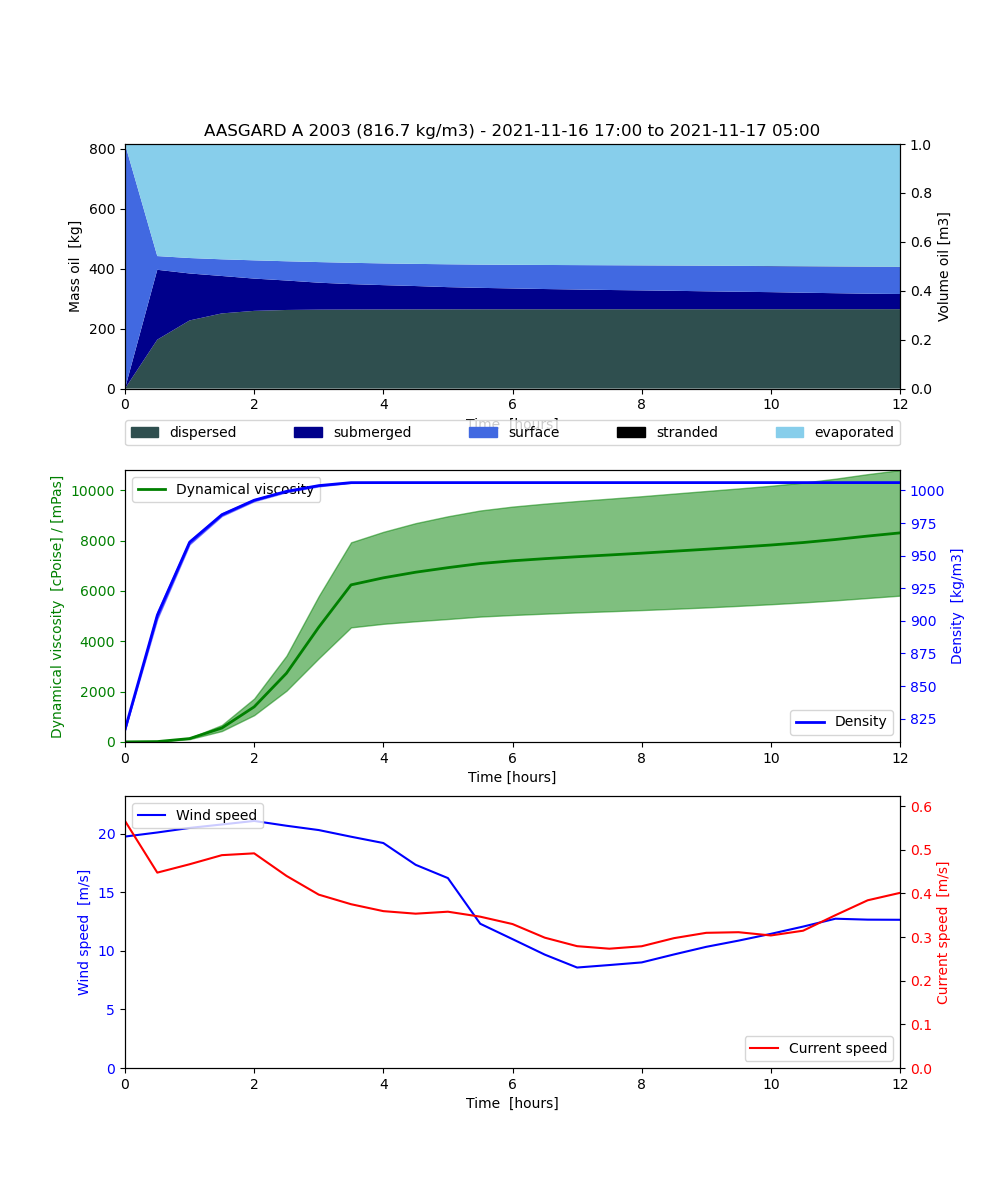 AASGARD A 2003 (816.7 kg/m3) - 2021-11-16 17:00 to 2021-11-17 05:00
Mass oil [kg]
800
600
400
200
0
Volume oil [m3]
1.0
0.8
0.6
0.4
0.2
0.0
0 2 4 6 8 10 12
Time [hours]
dispersed submerged surface stranded evaporated
Dynamical viscosity [cPoise] / [mPas]
10000
8000
6000
4000
2000
0
Dynamical viscosity
Density [kg/m3]
1000
975
950
925
900
875
850
825
Density
0 2 4 6 8 10 12
Time [hours]
Wind speed [m/s]
20
15
10
5
0
Wind speed
Current speed [m/s]
0.6
0.5
0.4
0.3
0.2
0.1
0.0
Current speed
0 2 4 6 8 10 12
Time [hours]